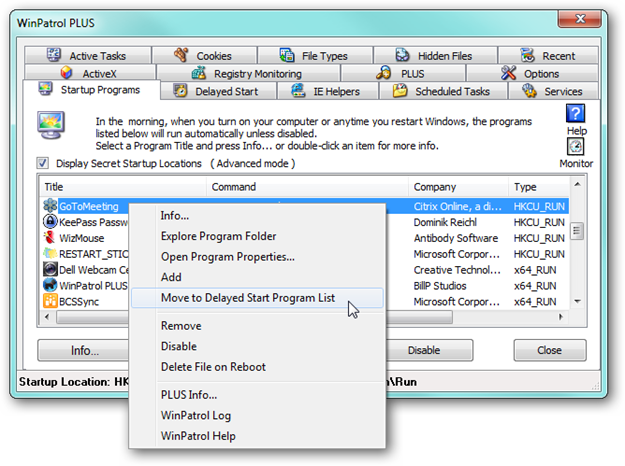 WinPatrol PLUS
Active Tasks Cookies File Types Hidden Files Recent
ActiveX Registry Monitoring PLUS Options
Startup Programs Delayed Start IE Helpers Scheduled Tasks Services
In the morning, when you turn on your computer or anytime you restart Windows, the programs
listed below will run automatically unless disabled.
Select a Program Title and press Info... or double-click an item for more info.
Help
Display Secret Startup Locations ( Advanced mode )
Monitor
Title Command Company Type
GoToMeeting Citrix Online, a di... HKCU_RUN
KeePass Passw Dominik Reichl HKCU_RUN
WizMouse Antibody Software HKCU_RUN
RESTART_STIC Microsoft Corpor... HKCU_RUN
Dell Webcam Ce Creative Technol... x64_RUN
WinPatrol PLUS BillP Studios x64_RUN
BCSSync Microsoft Corpor... x64_RUN
Info...
Explore Program Folder
Open Program Properties...
Add
Move to Delayed Start Program List
Remove
Disable
Delete File on Reboot
PLUS Info...
WinPatrol Log
WinPatrol Help
Info... Disable Close
Startup Location: HK \Run